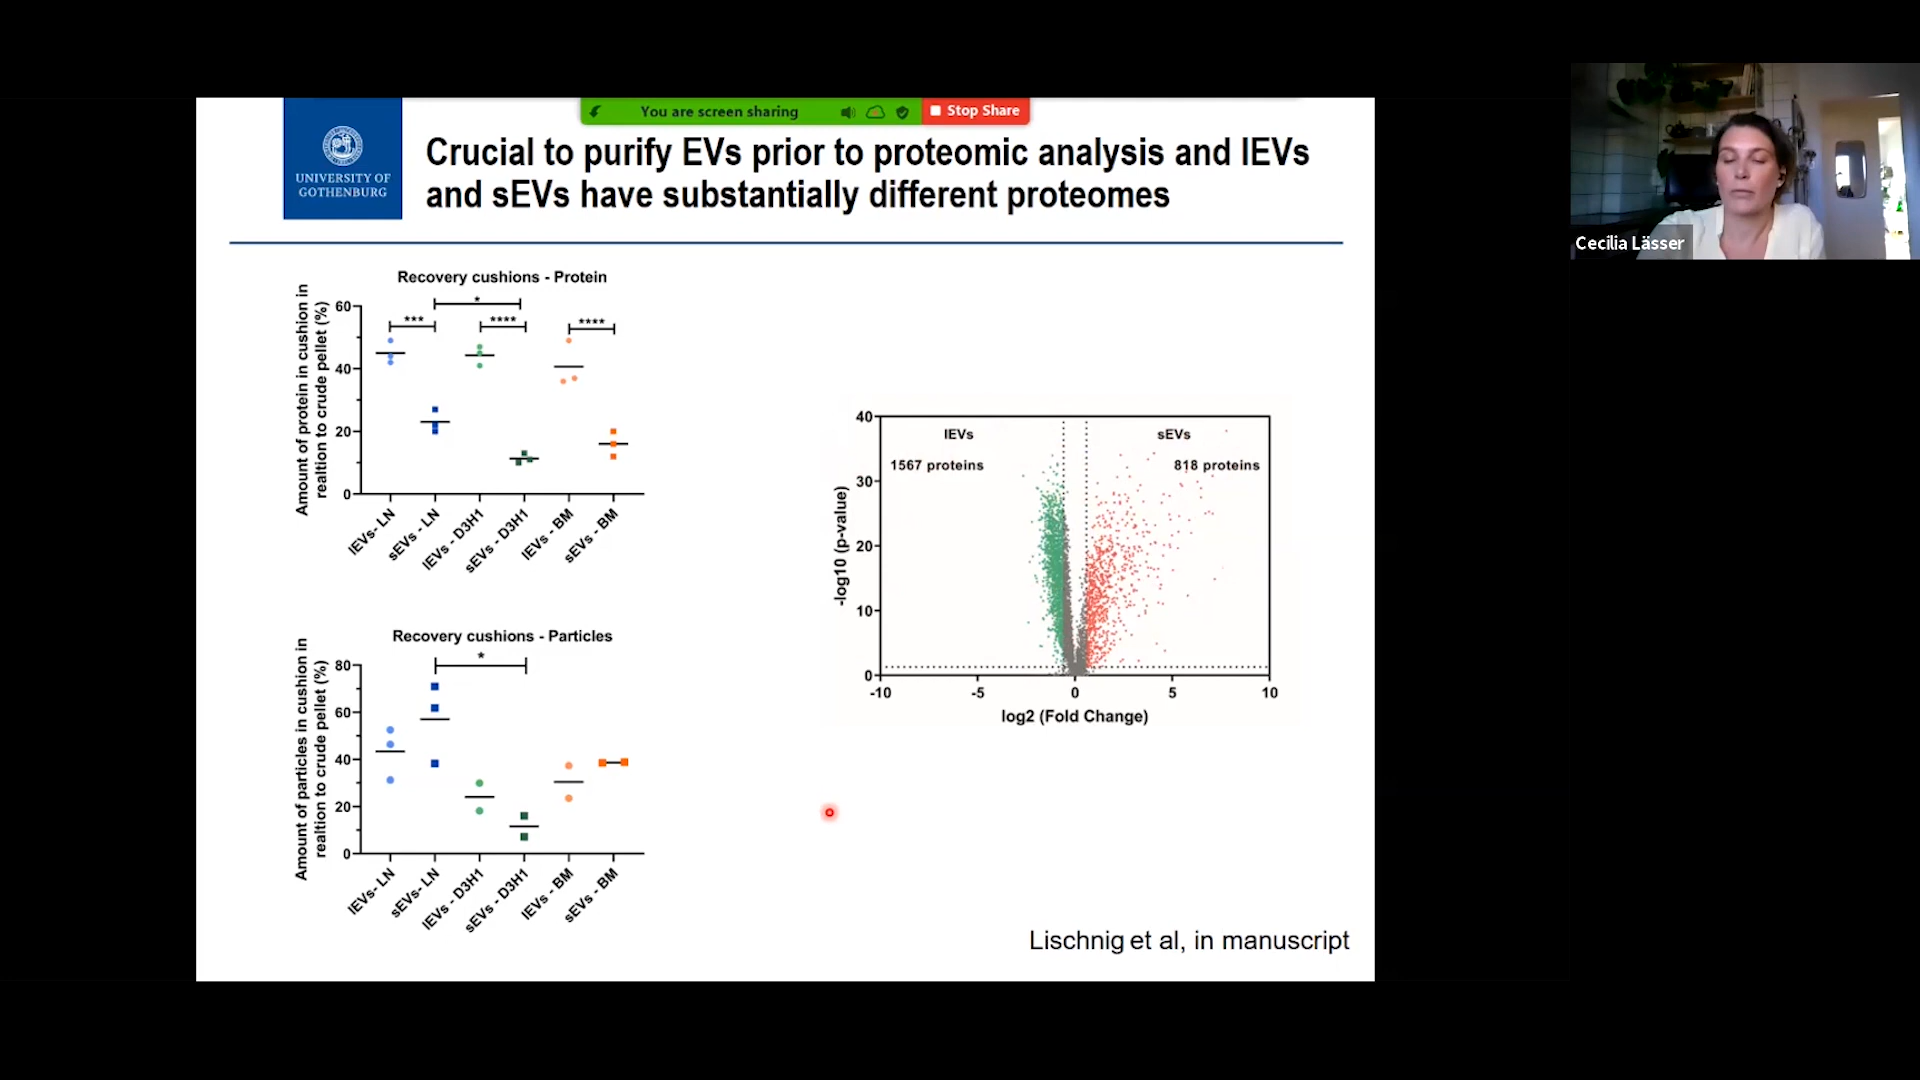 You are screen sharing
Stop Share
UNIVERSITY OF
GOTHENBURG
Crucial to purify EVs prior to proteomic analysis and lEVs
and sEVs have substantially different proteomes
Cecilia Lässer
Recovery cushions - Protein
Amount of protein in cushion in
realtion to crude pellet (%)
60
40
20
0
***
*
****
****
lEVs- LN
sEVs - LN
lEVs - D3H1
sEVs - D3H1
lEVs - BM
sEVs - BM
Recovery cushions - Particles
Amount of particles in cushion in
realtion to crude pellet (%)
80
60
40
20
0
*
lEVs- LN
sEVs- LN
lEVs - D3H1
sEVs - D3H1
lEVs - BM
sEVs - BM
-log10 (p-value)
40
30
20
10
0
lEVs
1567 proteins
sEVs
818 proteins
-10
-5
0
5
10
log2 (Fold Change)
Lischnig et al, in manuscript